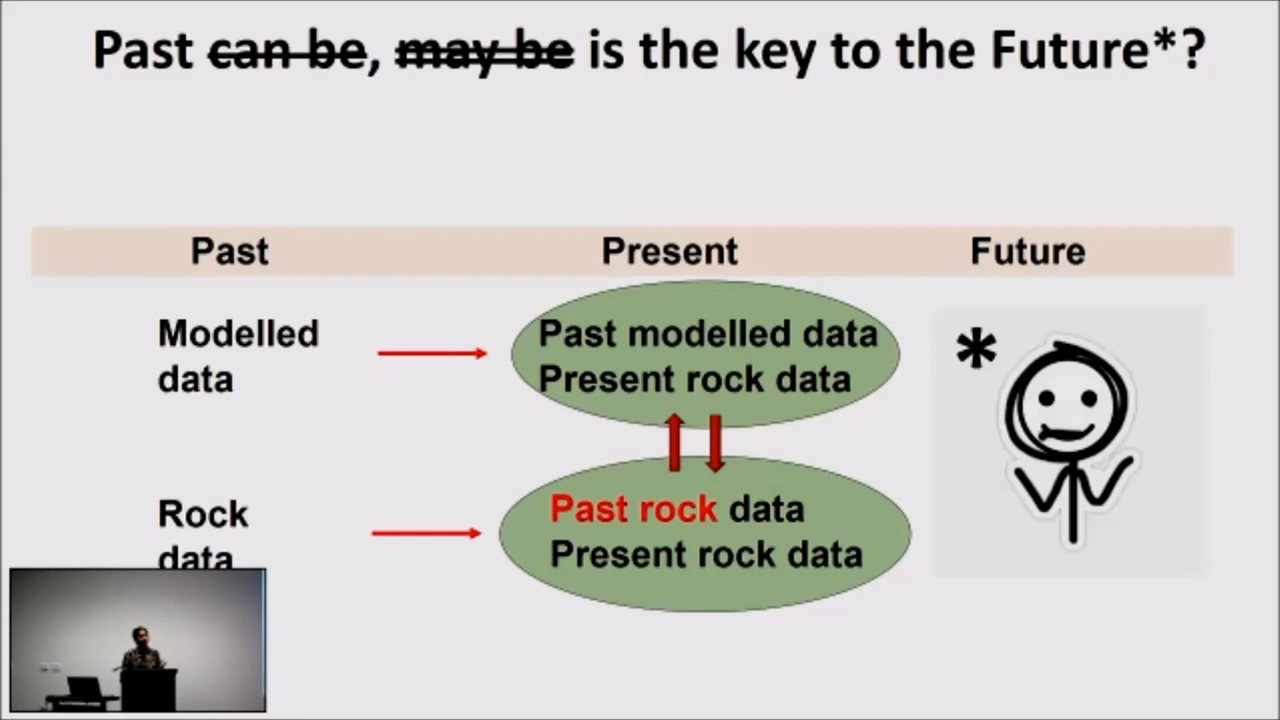 Past can be, may be is the key to the Future*?
Past Present Future
Modelled
data
Past modelled data
Present rock data
*
Rock
data
Past rock data
Present rock data